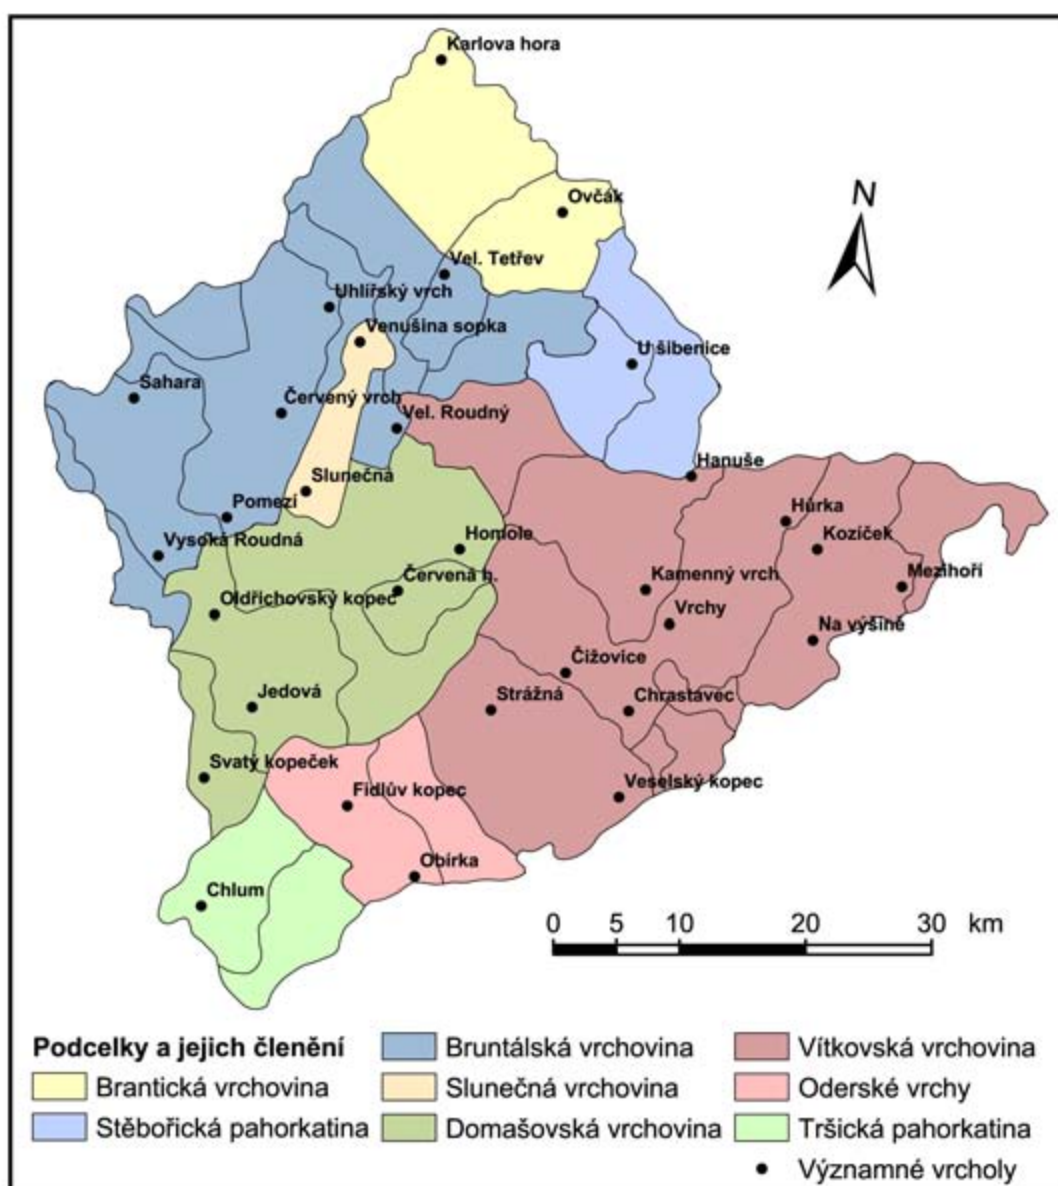 Karlova hora
N
Ovčák
Vel. Tetřev
Uhlířský vrch
Venušina sopka
U šibenice
Sahara
Červený vrch
Vel. Roudný
Hanuše
Slunečná
Pomezí
Hůrka
Vysoká Roudná
Homole
Kozíček
Červená h.
Kamenný vrch
Mezihoří
Oldřichovský kopec
Vrchy
Na výšině
Čižovice
Jedová
Strážná
Chrastavec
Svatý kopeček
Fidlův kopec
Veselský kopec
Obírka
Chlum
0 5 10 20 30 km
Podcelky a jejich členění
Brantická vrchovina
Stěbořická pahorkatina
Bruntálská vrchovina
Slunečná vrchovina
Domašovská vrchovina
Vítkovská vrchovina
Oderské vrchy
Tršická pahorkatina
Významné vrcholy